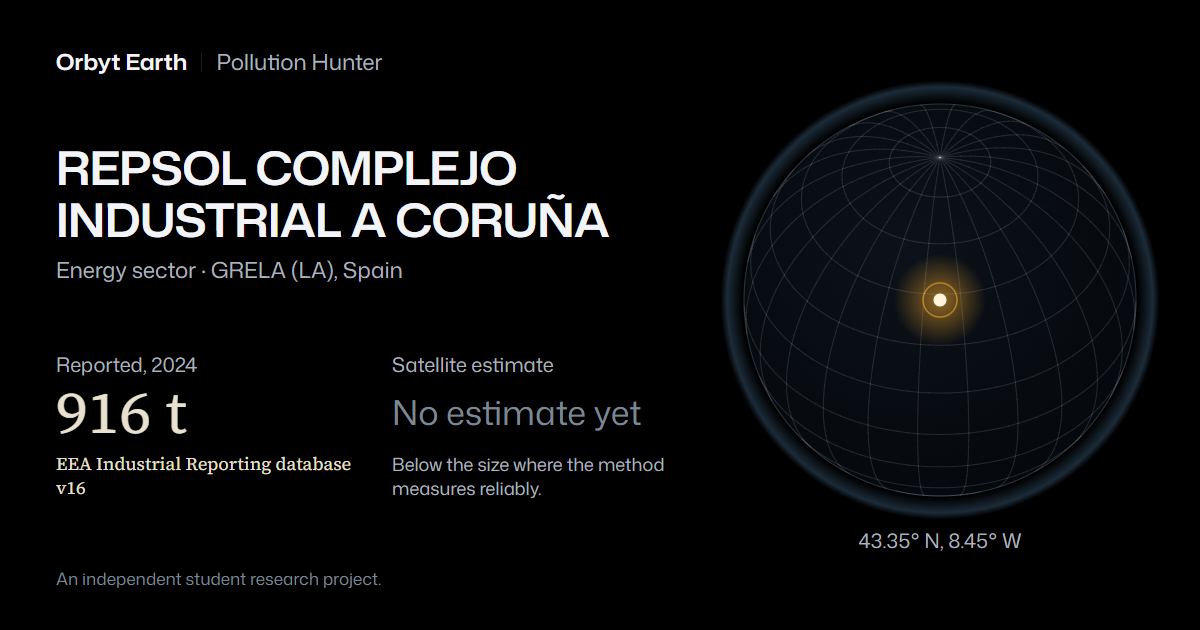 Orbyt Earth | Pollution Hunter
REPSOL COMPLEJO
INDUSTRIAL A CORUÑA
Energy sector · GRELA (LA), Spain
Reported, 2024
916 t
EEA Industrial Reporting database
v16
Satellite estimate
No estimate yet
Below the size where the method
measures reliably.
43.35° N, 8.45° W
An independent student research project.